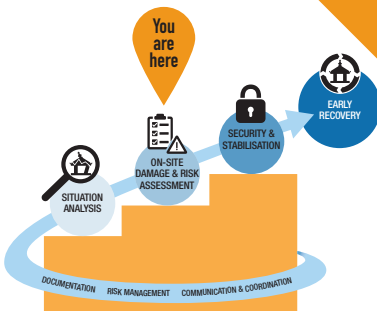 You
are
here
EARLY
RECOVERY
SECURITY &
STABILISATION
ON-SITE
DAMAGE & RISK
ASSESSMENT
SITUATION
ANALYSIS
DOCUMENTATION RISK MANAGEMENT COMMUNICATION & COORDINATION